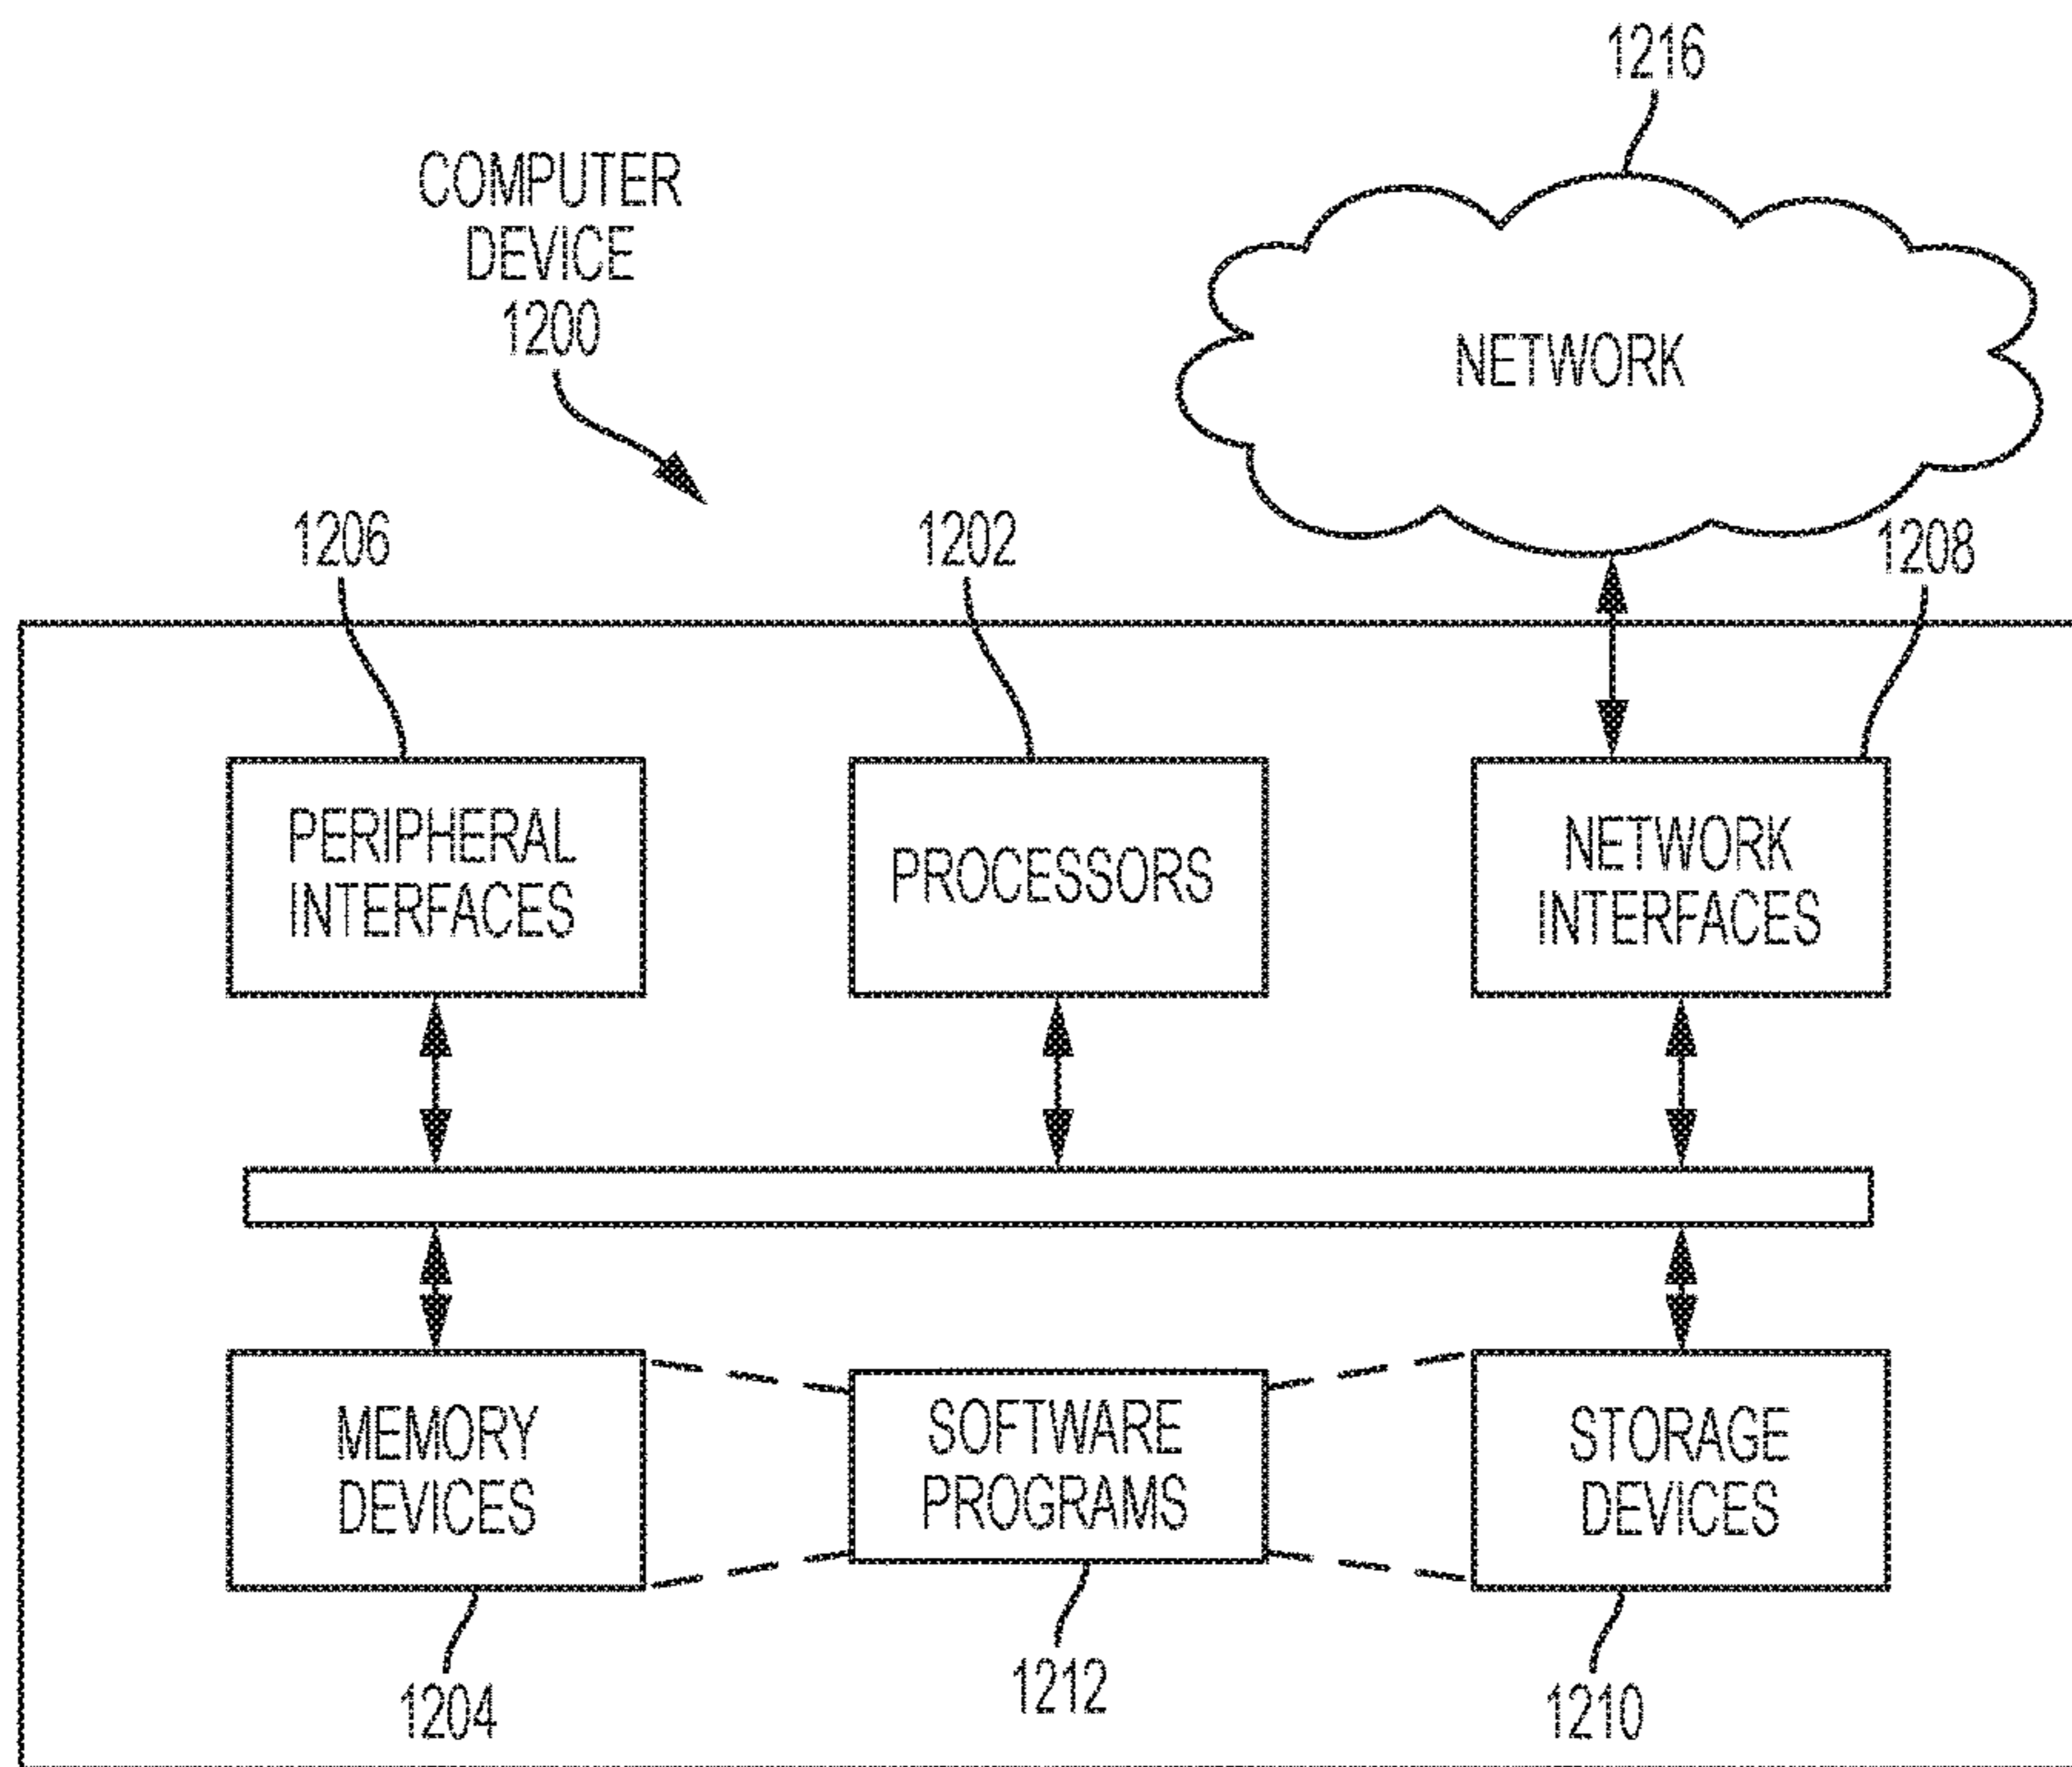 1216
COMPUTER
DEVICE
1200
NETWORK
1206
1202
1208
PERIPHERAL
INTERFACES
PROCESSORS
NETWORK
INTERFACES
MEMORY
DEVICES
SOFTWARE
PROGRAMS
STORAGE
DEVICES
1204
1212
1210